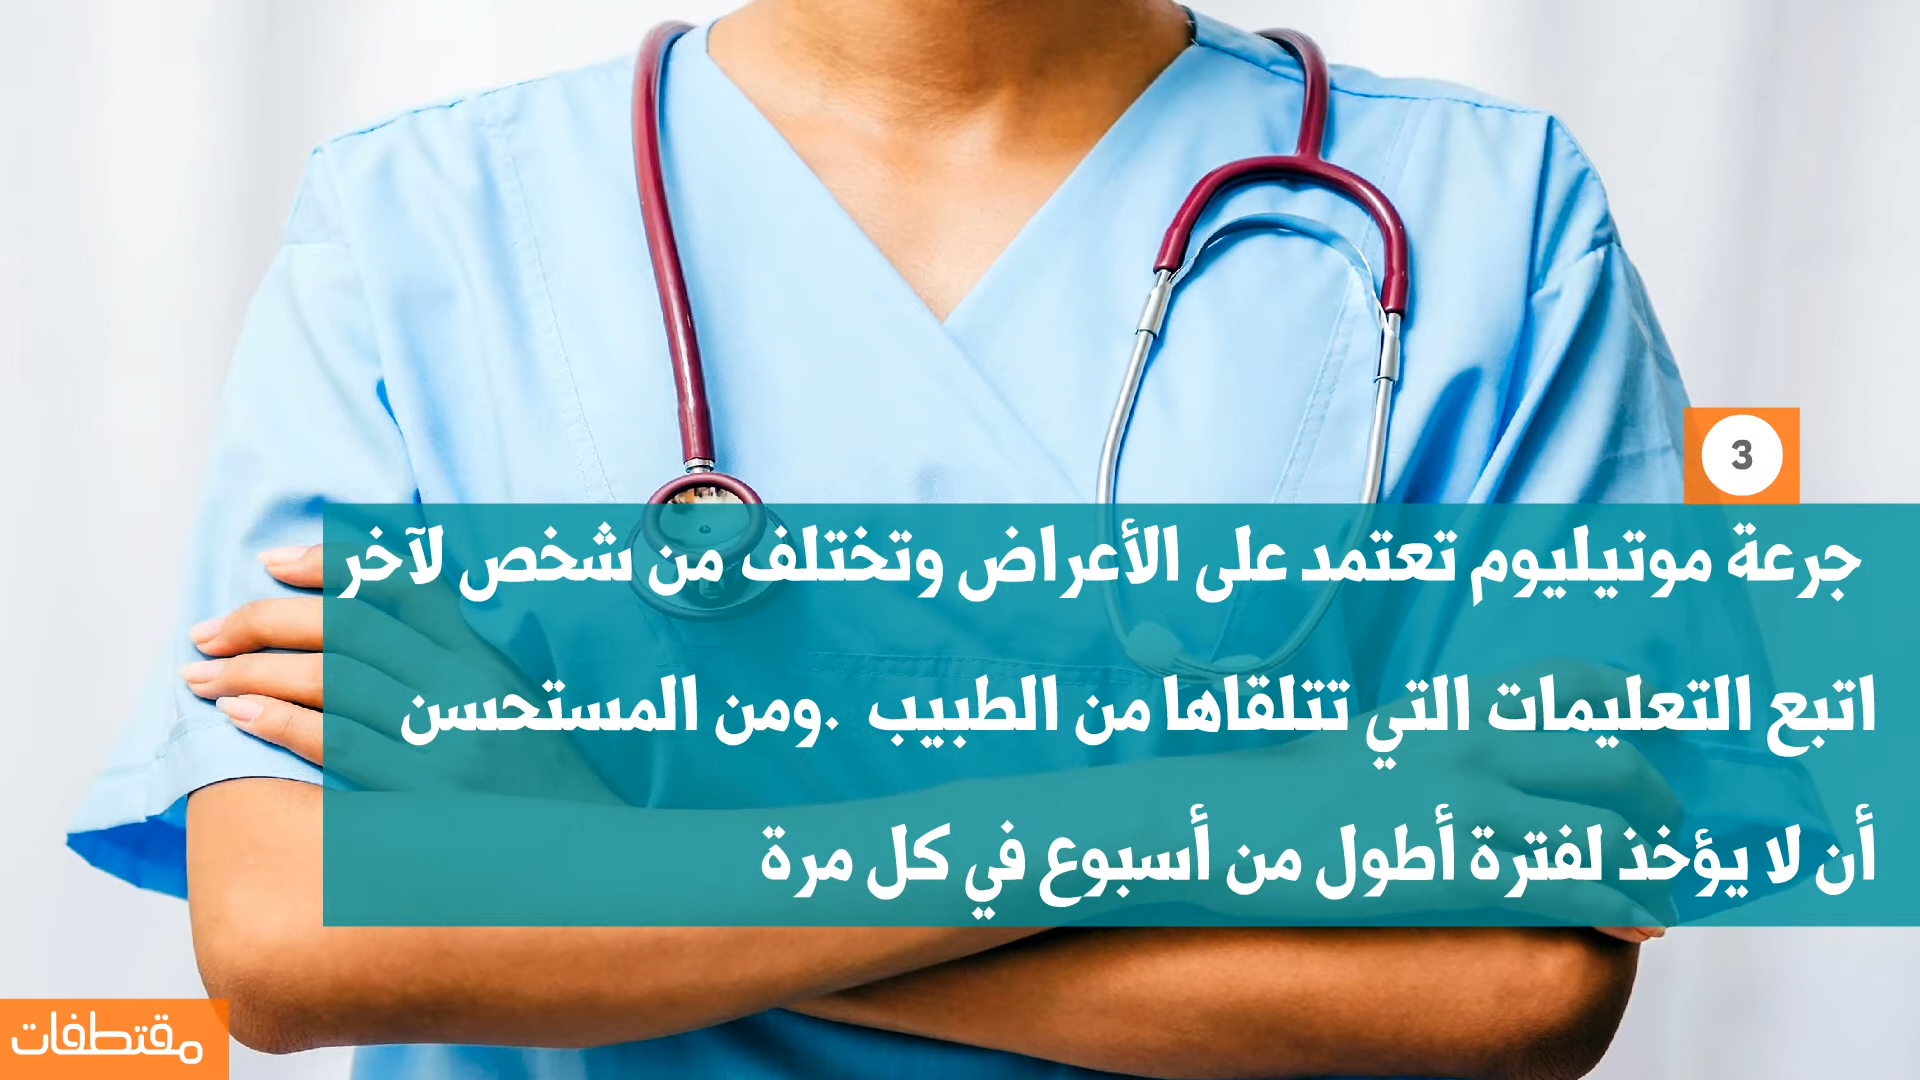 3
جرعة موتيليوم تعتمد على الأعراض وتختلف من شخص لآخر
اتبع التعليمات التي تتلقاها من الطبيب .ومن المستحسن
أن لا يؤخذ لفترة أطول من أسبوع في كل مرة
مقتطفات